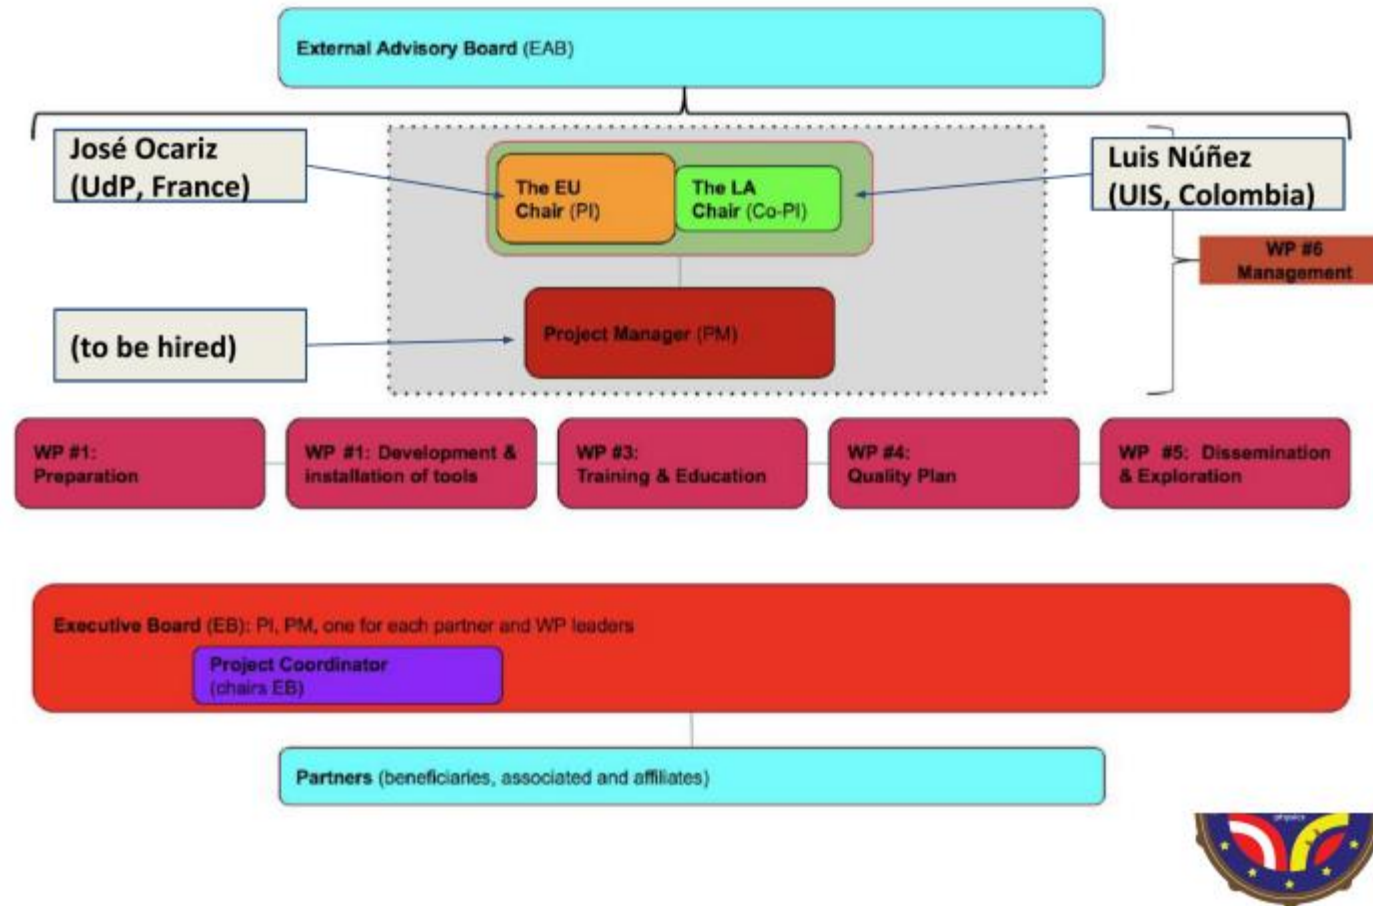 External Advisory Board (EAB)
José Ocariz
(UdP, France)
The EU
Chair (PI)
The LA
Chair (Co-PI)
Luis Núñez
(UIS, Colombia)
WP #6
Management
(to be hired)
Project Manager (PM)
WP #1:
Preparation
WP #1: Development &
installation of tools
WP #3:
Training & Education
WP #4:
Quality Plan
WP #5: Dissemination
& Exploration
Executive Board (EB): PI, PM, one for each partner and WP leaders
Project Coordinator
(chairs EB)
Partners (beneficiaries, associated and affiliates)
physics